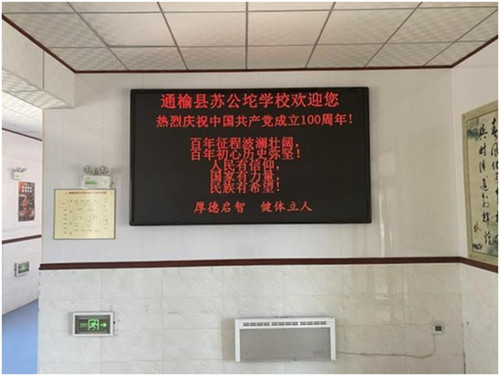 通榆县苏公坨学校欢迎您
热烈庆祝中国共产党成立100周年！
百年征程波澜壮阔，
百年初心历史弥坚！
人民有信仰，
国家有力量！
民族有希望！
厚德启智 健体立人